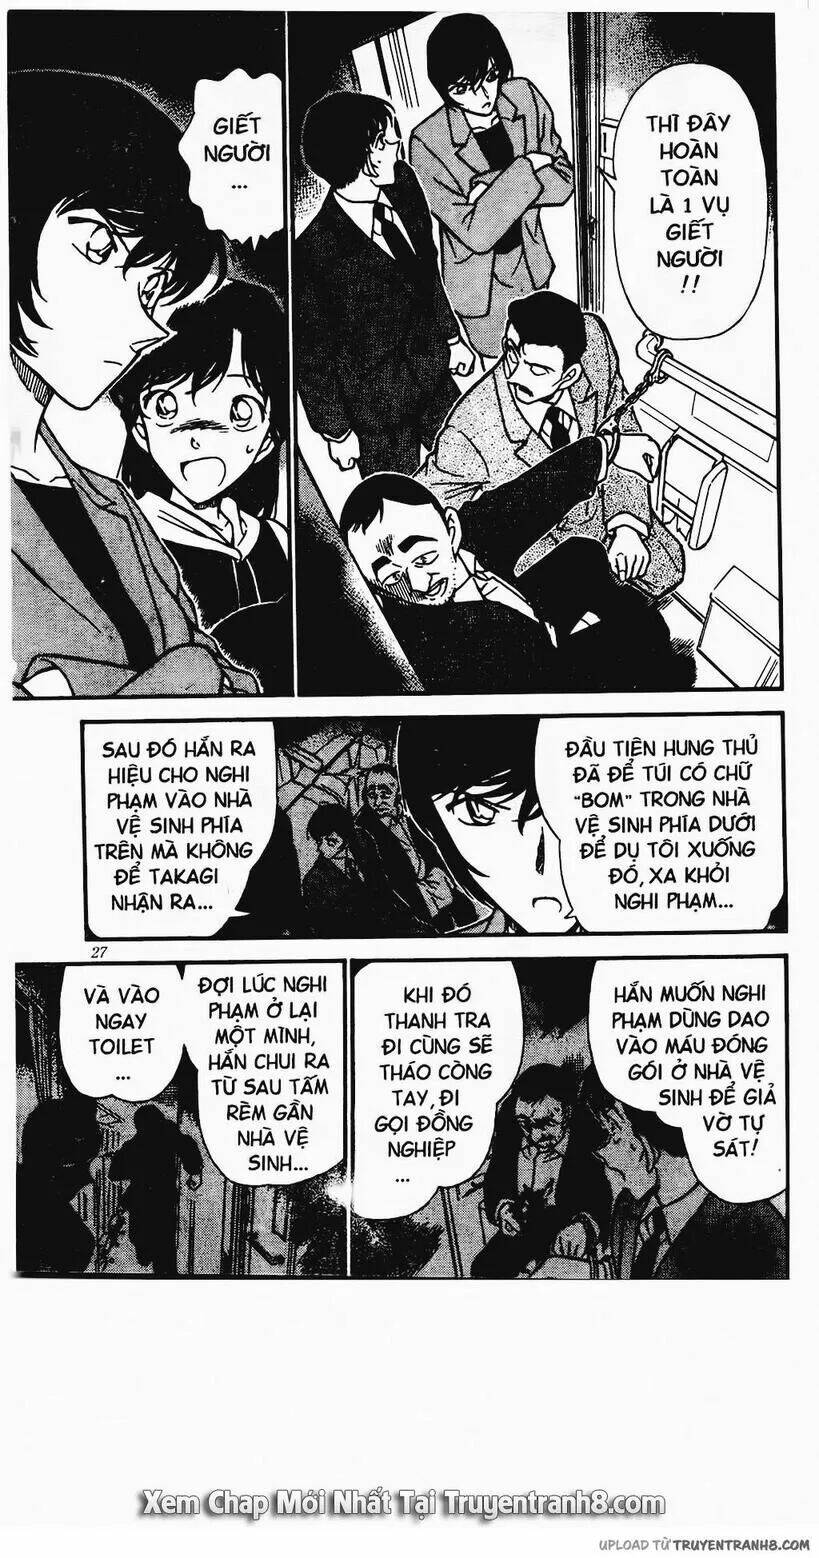 THÌ ĐÂY
HOÀN
TOÀN
LÀ 1 VỤ
GIẾT
NGƯỜI
!!
GIẾT
NGƯỜI
...
ĐẦU TIÊN HUNG THỦ
ĐÃ ĐỂ TÚI CÓ CHỮ
"BOM" TRONG NHÀ
VỆ SINH PHÍA DƯỚI
ĐỂ DỤ TÔI XUỐNG
ĐÓ, XA KHỎI
NGHI PHẠM...
SAU ĐÓ HẮN RA
HIỆU CHO NGHI
PHẠM VÀO NHÀ
VỆ SINH PHÍA
TRÊN MÀ KHÔNG
ĐỂ TAKAGI
NHẬN RA...
27
HẮN MUỐN NGHI
PHẠM DÙNG DAO
VÀO MÁU ĐÓNG
GÓI Ở NHÀ VỆ
SINH ĐỂ GIẢ
VỜ TỰ
SÁT!
KHI ĐÓ
THANH TRA
ĐI CÙNG SẼ
THÁO CÒNG
TAY, ĐI
GỌI ĐỒNG
NGHIỆP
...
ĐỢI LÚC NGHI
PHẠM Ở LẠI
MỘT MÌNH,
HẮN CHUI RA
TỪ SAU TẤM
RÈM GẦN
NHÀ VỆ
SINH...
VÀ VÀO
NGAY
TOILET
...
Xem Chap Mới Nhất Tại Truyentranh8.com
UPLOAD TỪ TRUYENTRANH8.COM